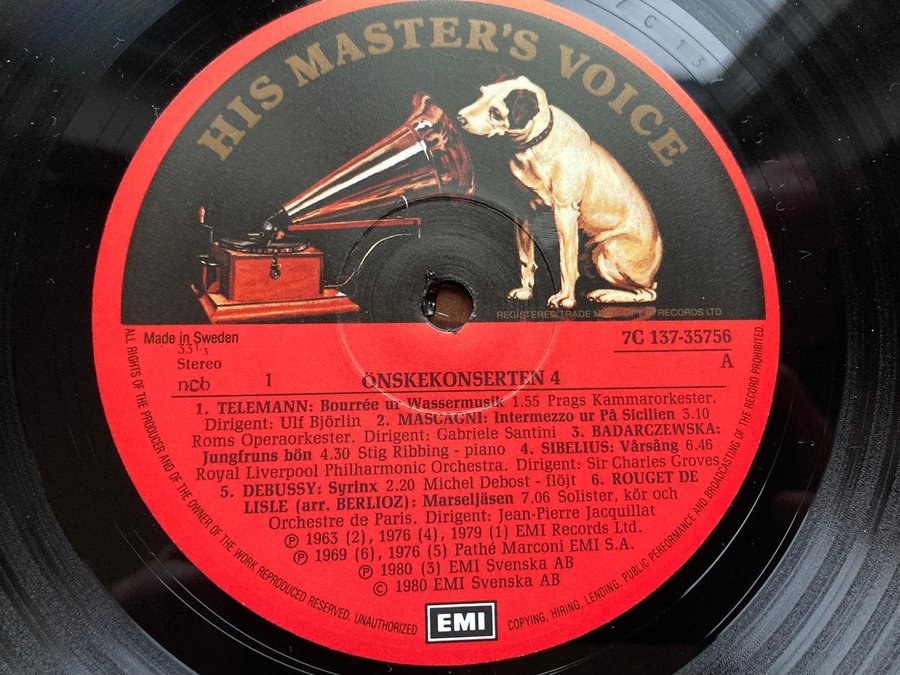 7C 13
HIS MASTER'S VOICE
REGISTERED TRADE MARK OF RECORDS LTD
Made in Sweden
33 1/3
Stereo
ncb
1
7C 137-35756
A
ÖNSKEKONSERTEN 4
1. TELEMANN: Bourrée ur Wassermusik 1.55 Prags Kammarorkester.
Dirigent: Ulf Björlin 2. MASCAGNI: Intermezzo ur På Sicilien 3.10
Roms Operaorkester. Dirigent: Gabriele Santini 3. BADARCZEWSKA:
Jungfruns bön 4.30 Stig Ribbing - piano 4. SIBELIUS: Vårsång 6.46
Royal Liverpool Philharmonic Orchestra. Dirigent: Sir Charles Groves
5. DEBUSSY: Syrinx 2.20 Michel Debost - flöjt 6. ROUGET DE
LISLE (arr. BERLIOZ): Marseljäsen 7.06 Solister, kör och
Orchestre de Paris. Dirigent: Jean-Pierre Jacquillat
Ⓟ 1963 (2), 1976 (4), 1979 (1) EMI Records Ltd.
Ⓟ 1969 (6), 1976 (5) Pathé Marconi EMI S.A.
Ⓟ 1980 (3) EMI Svenska AB
© 1980 EMI Svenska AB
ALL RIGHTS OF THE PRODUCER AND OF THE OWNER OF THE WORK REPRODUCED RESERVED. UNAUTHORIZED
EMI
COPYING, HIRING, LENDING, PUBLIC PERFORMANCE AND BROADCASTING OF THE RECORD PROHIBITED.